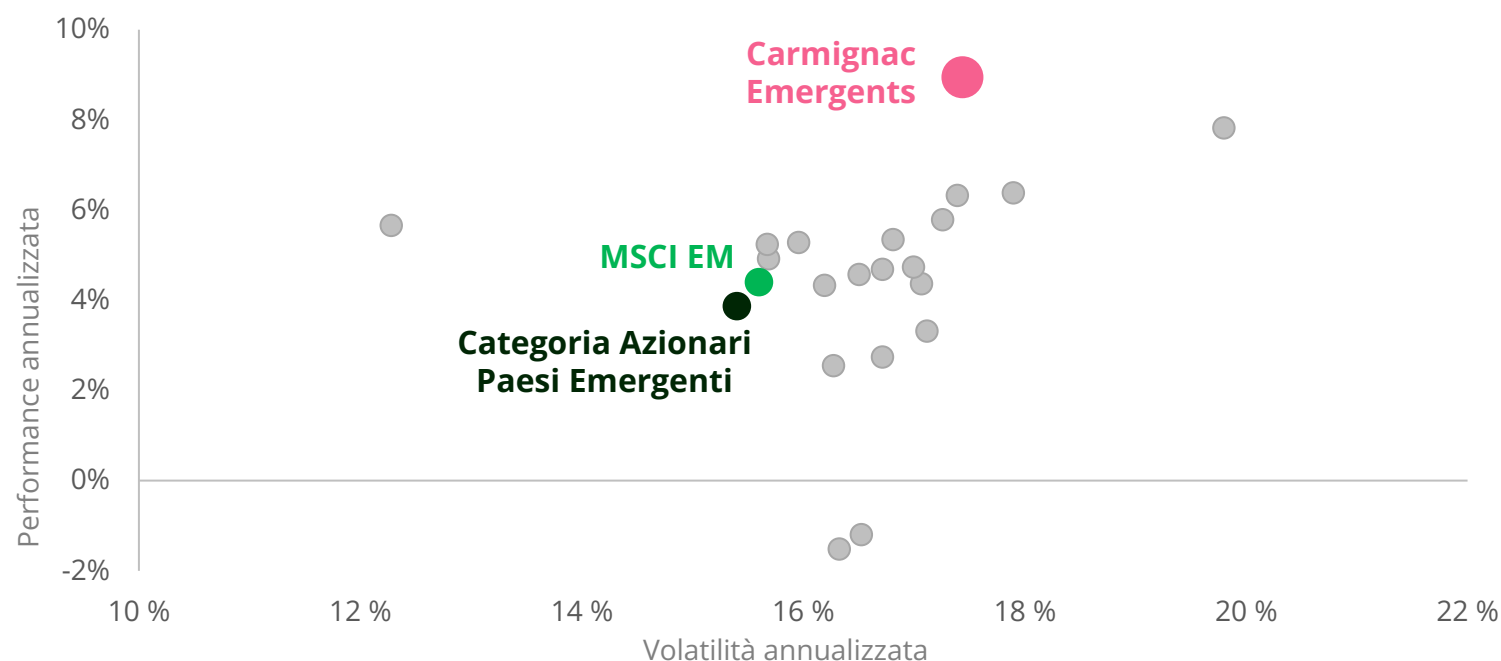 10%
8%
6%
4%
2%
0%
-2%
Performance annualizzata
Carmignac
Emergents
MSCI EM
Categoria Azionari
Paesi Emergenti
10 %
12 %
14 %
16 %
18 %
20 %
22 %
Volatilità annualizzata